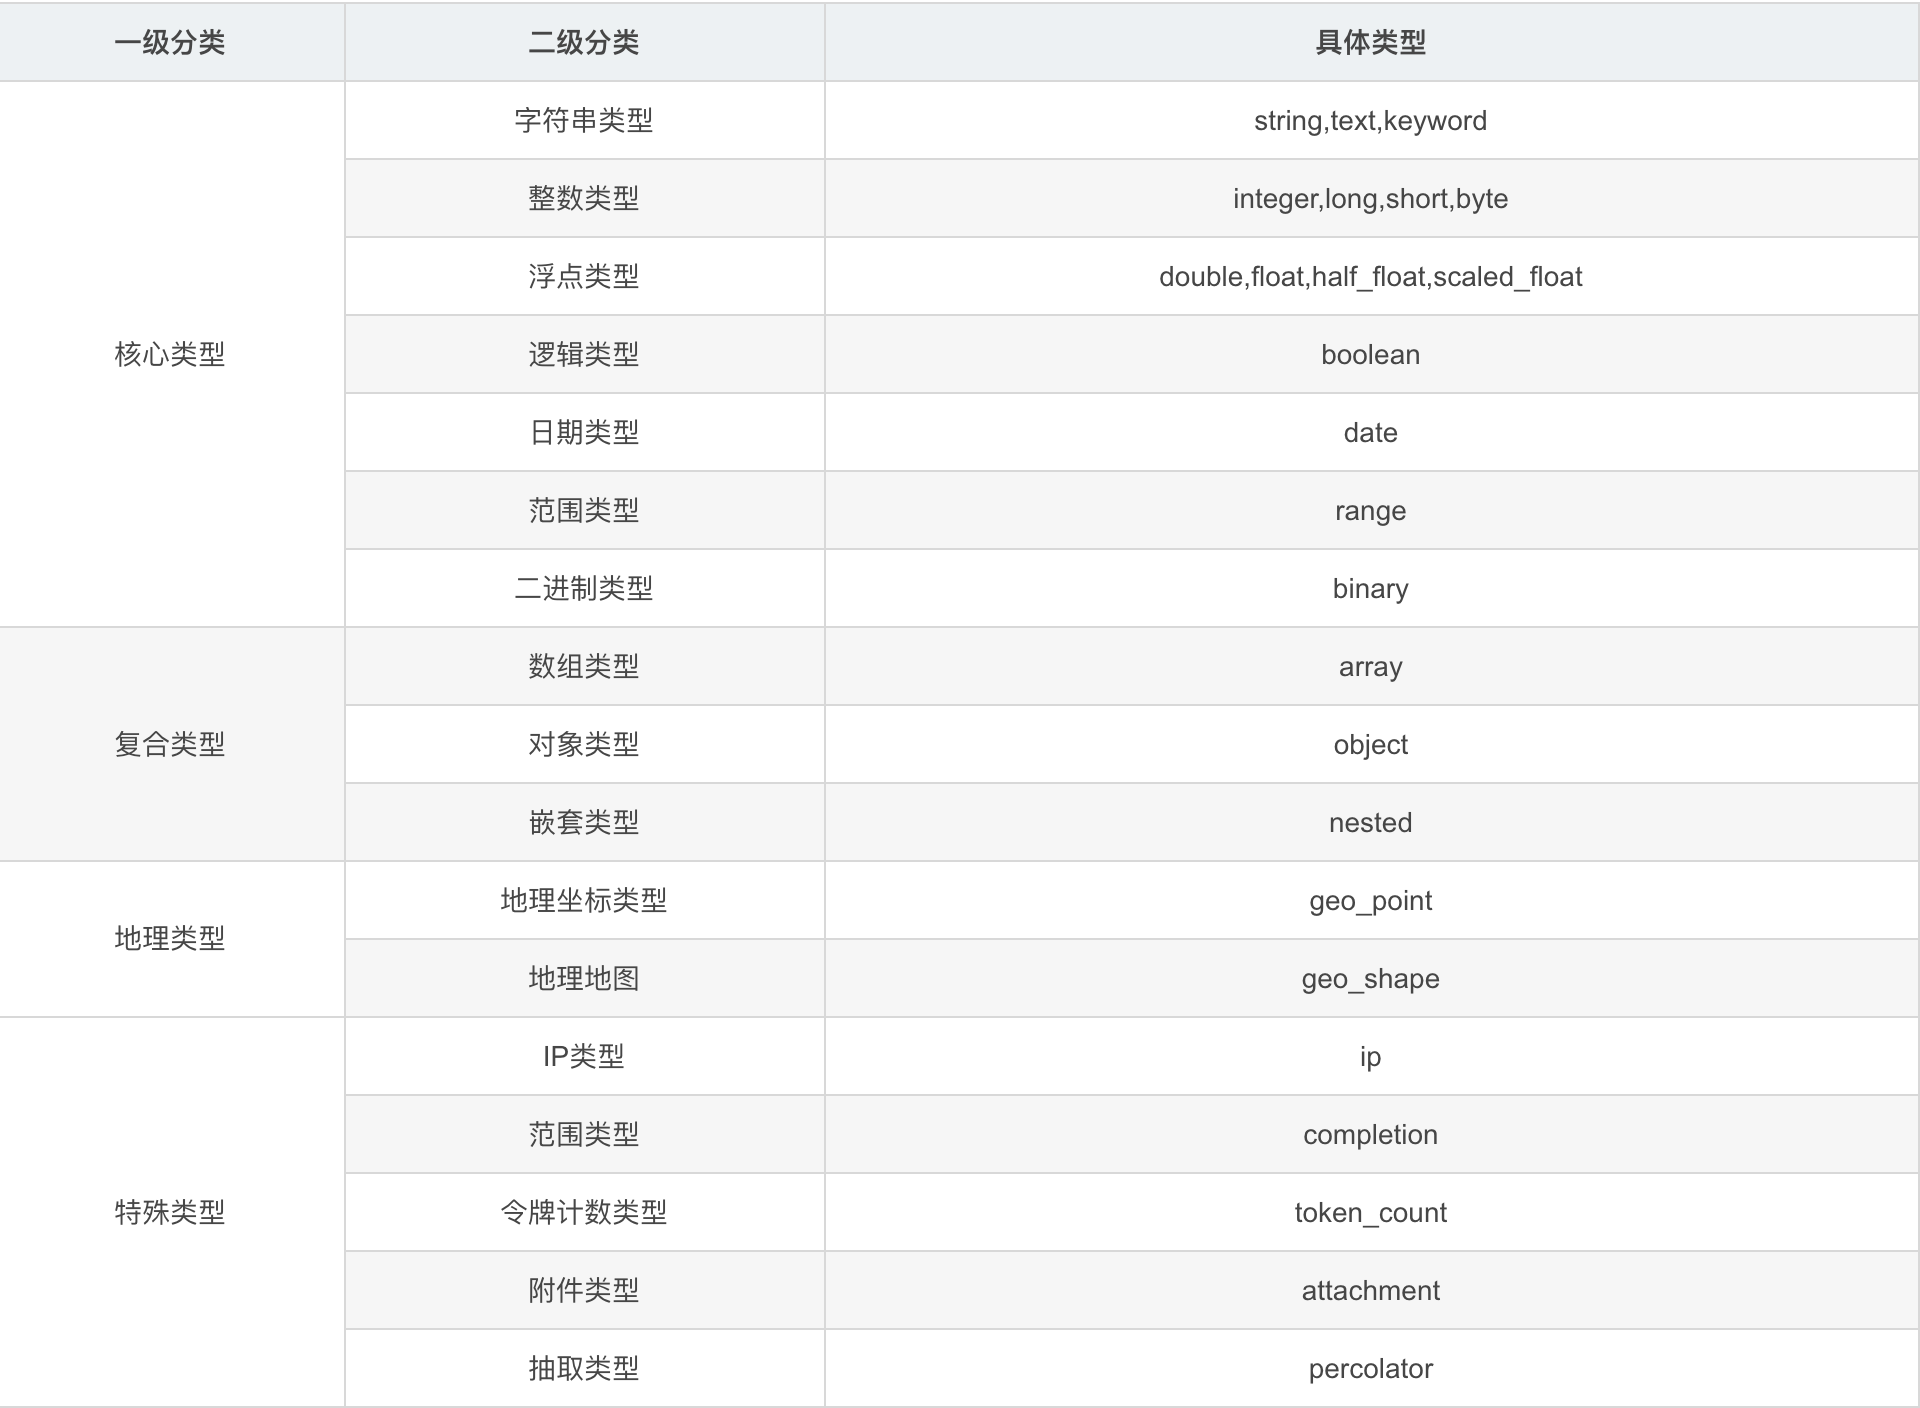 一级分类 二级分类 具体类型
核心类型 字符串类型 string,text,keyword
整数类型 integer,long,short,byte
浮点类型 double,float,half_float,scaled_float
逻辑类型 boolean
日期类型 date
范围类型 range
二进制类型 binary
复合类型 数组类型 array
对象类型 object
嵌套类型 nested
地理类型 地理坐标类型 geo_point
地理地图 geo_shape
特殊类型 IP类型 ip
范围类型 completion
令牌计数类型 token_count
附件类型 attachment
抽取类型 percolator